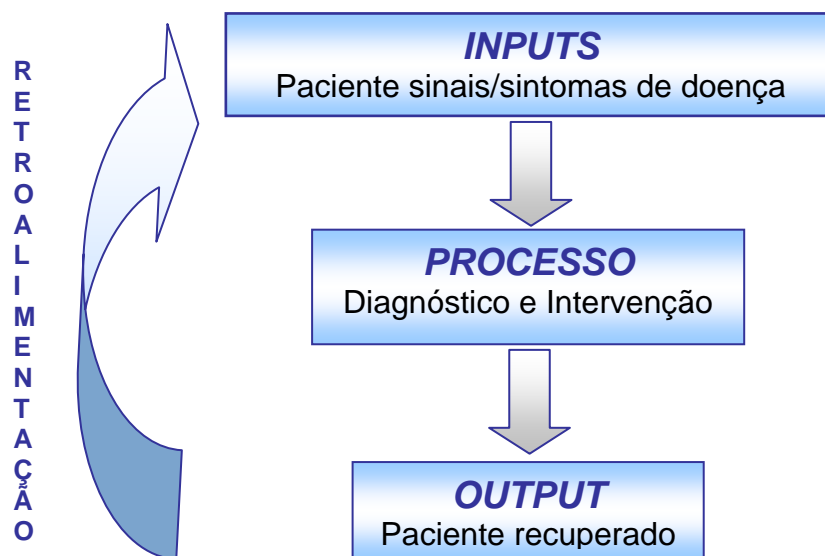 RETROALIMENTAÇÃO
INPUTS
Paciente sinais/sintomas de doença
PROCESSO
Diagnóstico e Intervenção
OUTPUT
Paciente recuperado